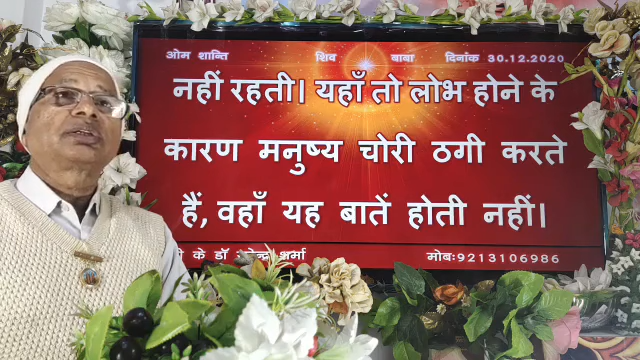 ओम शान्ति शिव बाबा दिनांक 30.12.2020
नहीं रहती। यहाँ तो लोभ होने के
कारण मनुष्य चोरी ठगी करते
हैं, वहाँ यह बातें होती नहीं।
के डॉ शर्मा मोबः9213106986